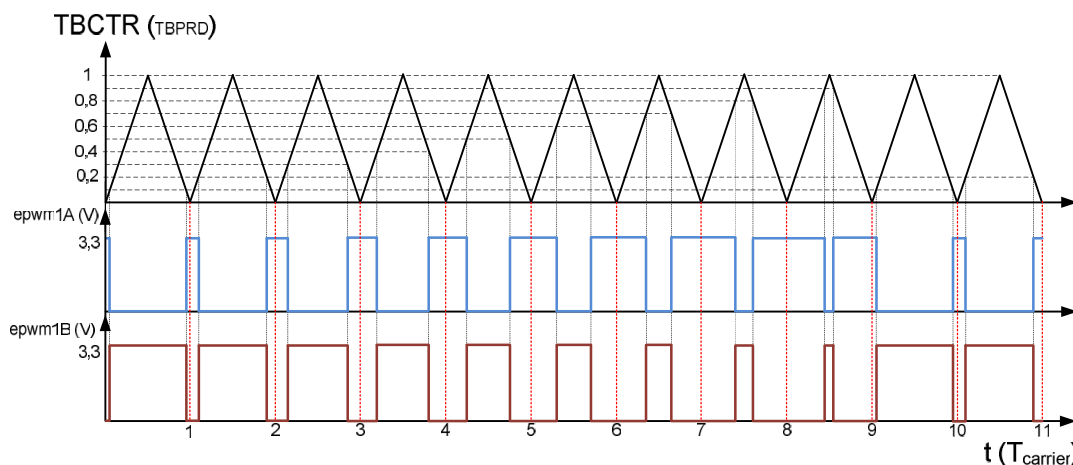 TBCTR (TBPRD)
1
0,8
0,6
0,4
0,2
epwm1A (V)
3,3
epwm1B (V)
3,3
1 2 3 4 5 6 7 8 9 10 11
t (Tcarrier)